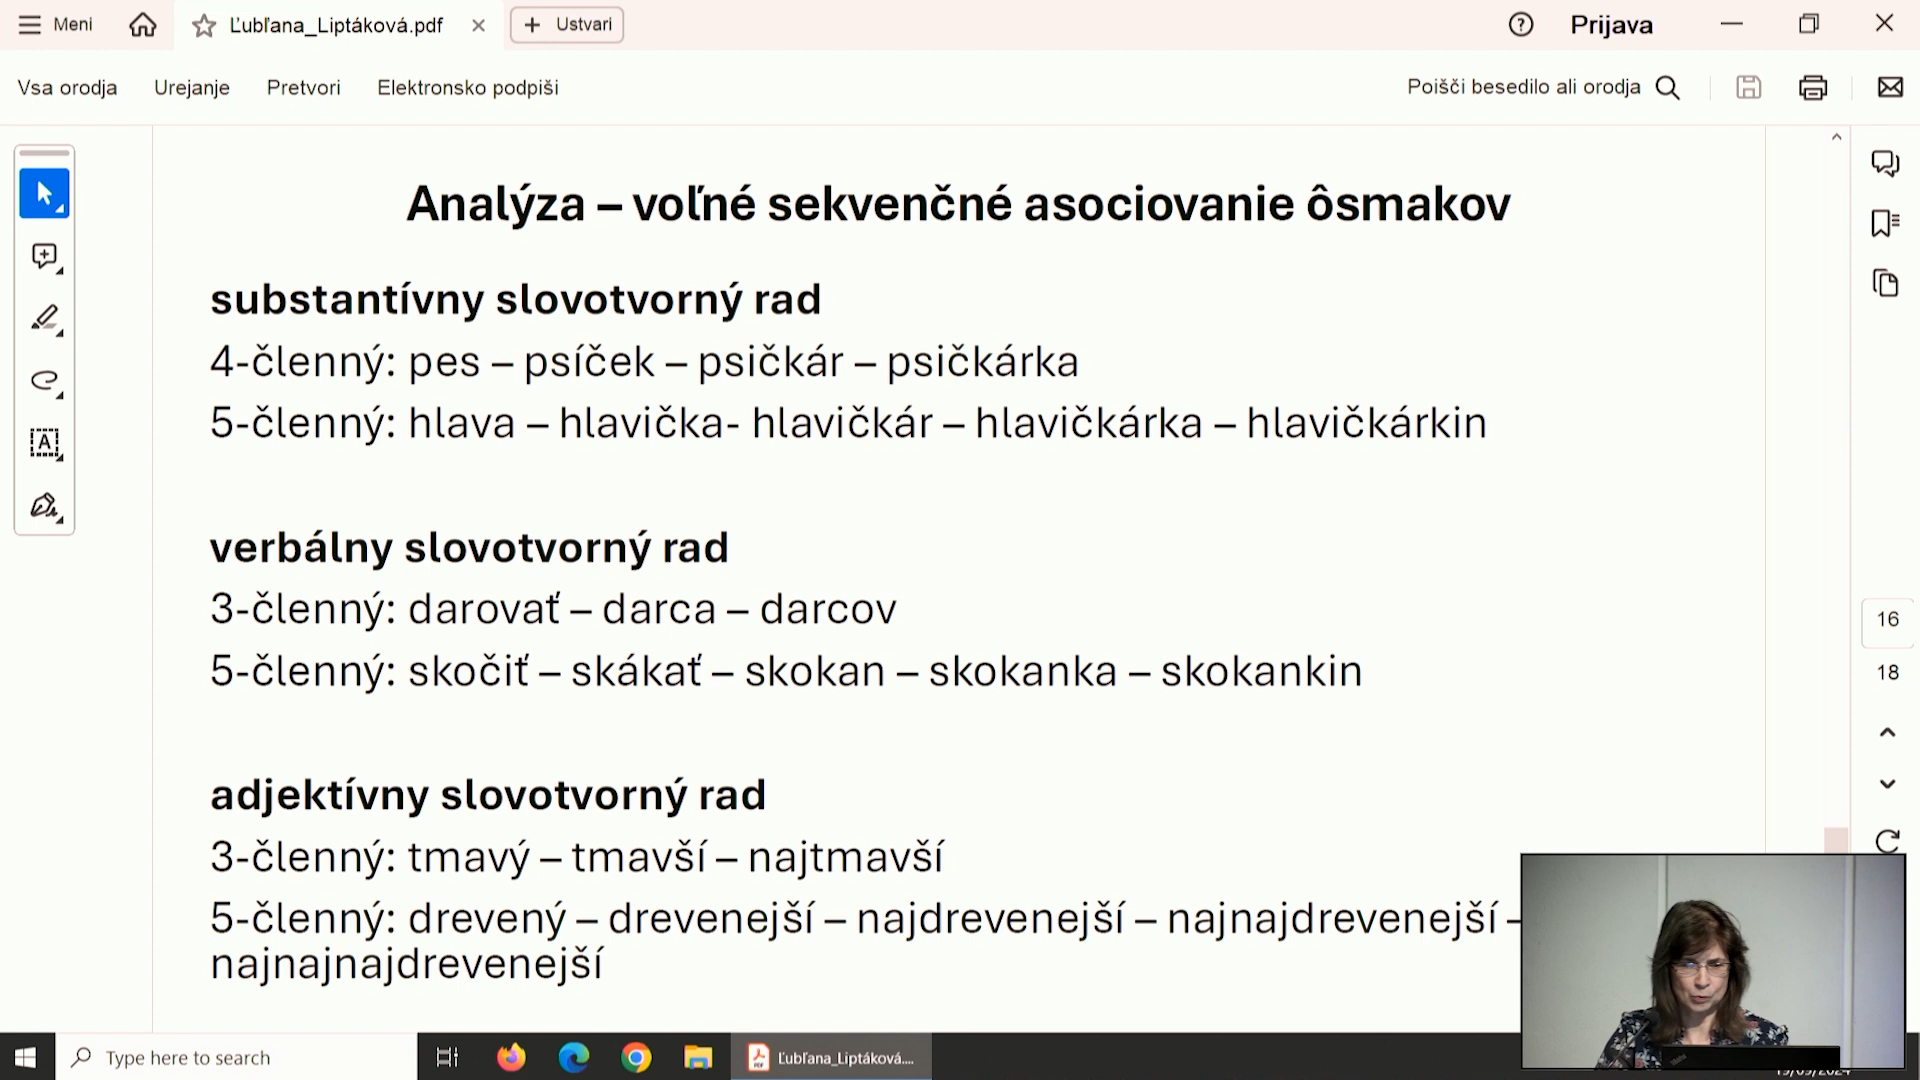 Meni
Ľubľana_Liptáková.pdf
Ustvari
Prijava
Vsa orodja
Urejanje
Pretvori
Elektronsko podpiši
Poišči besedilo ali orodja
Analýza – voľné sekvenčné asociovanie ôsmakov
substantívny slovotvorný rad
4-členný: pes – psíček – psičkár – psičkárka
5-členný: hlava – hlavička- hlavičkár – hlavičkárka – hlavičkárkin
verbálny slovotvorný rad
3-členný: darovať – darca – darcov
5-členný: skočiť – skákať – skokan – skokanka – skokankin
adjektívny slovotvorný rad
3-členný: tmavý – tmavší – najtmavší
5-členný: drevený – drevenejší – najdrevenejší – najnajdrevenejší –
najnajnajdrevenejší
16
18
Type here to search
Ľubľana_Liptáková....